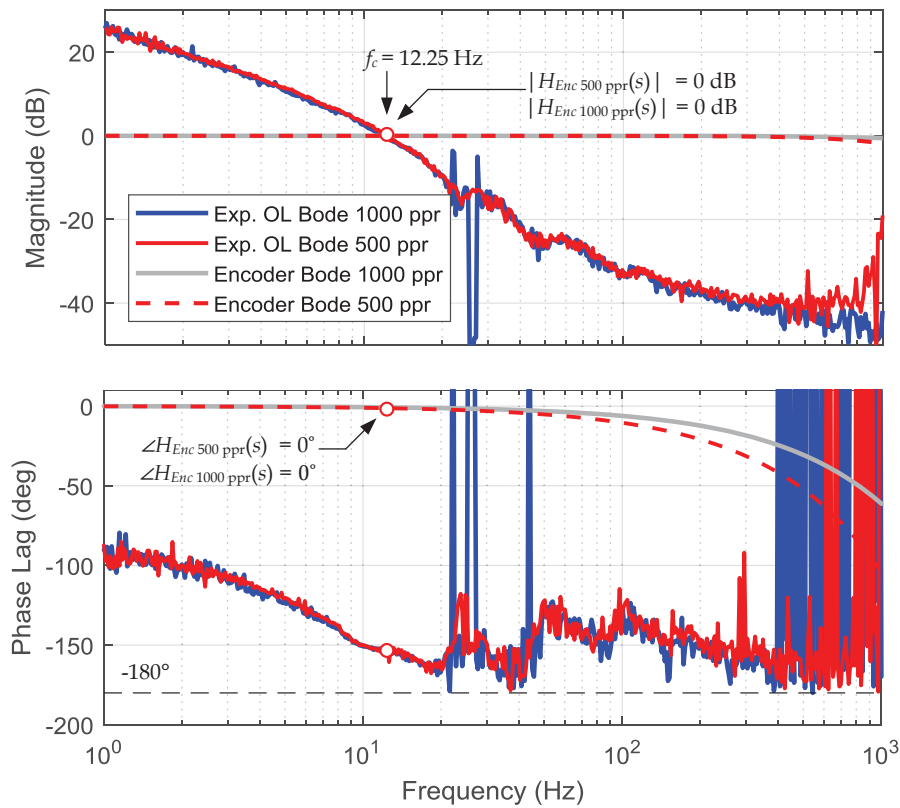 20
0
-20
-40
Magnitude (dB)
f_c = 12.25 Hz
|H_Enc 500 ppr(s)| = 0 dB
|H_Enc 1000 ppr(s)| = 0 dB
Exp. OL Bode 1000 ppr
Exp. OL Bode 500 ppr
Encoder Bode 1000 ppr
Encoder Bode 500 ppr
0
-50
-100
-150
-200
Phase Lag (deg)
∠H_Enc 500 ppr(s) = 0°
∠H_Enc 1000 ppr(s) = 0°
-180°
10^0
10^1
10^2
10^3
Frequency (Hz)